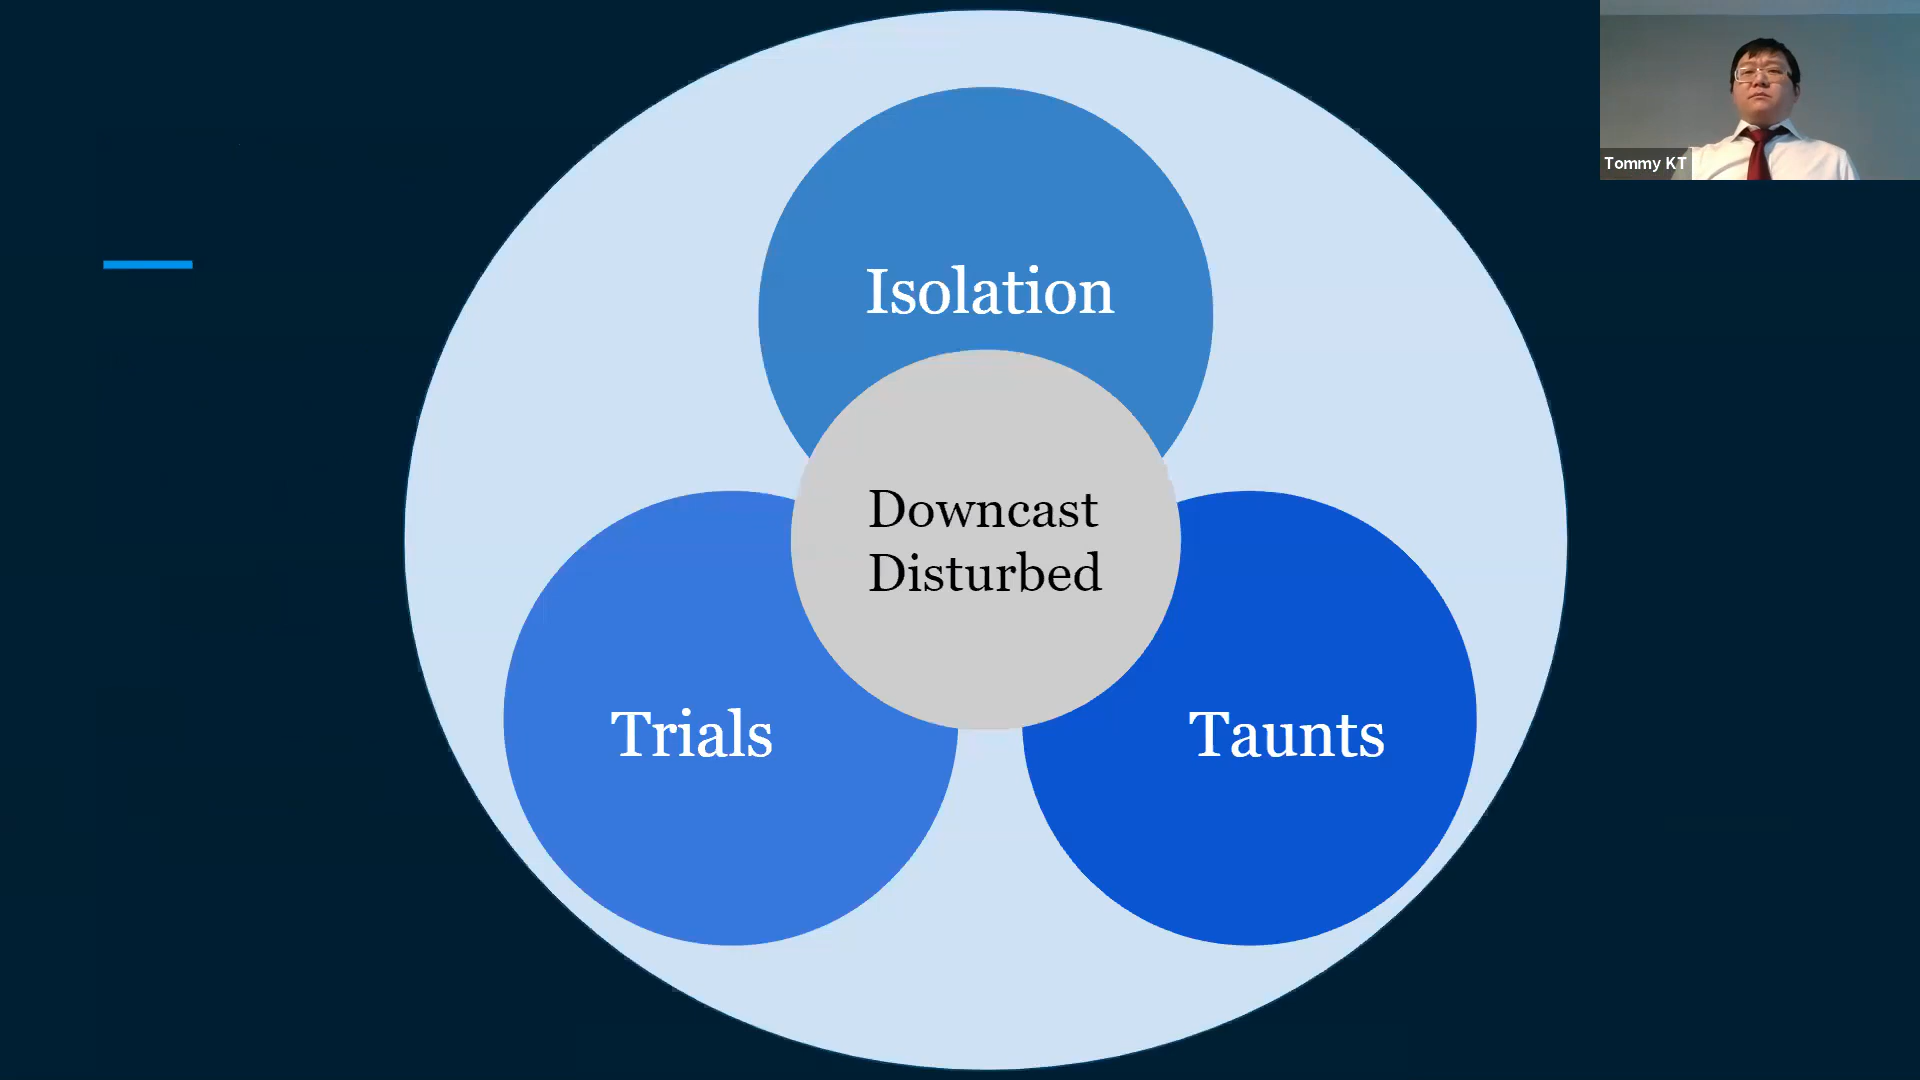 Tommy KT
Isolation
Downcast
Disturbed
Trials
Taunts